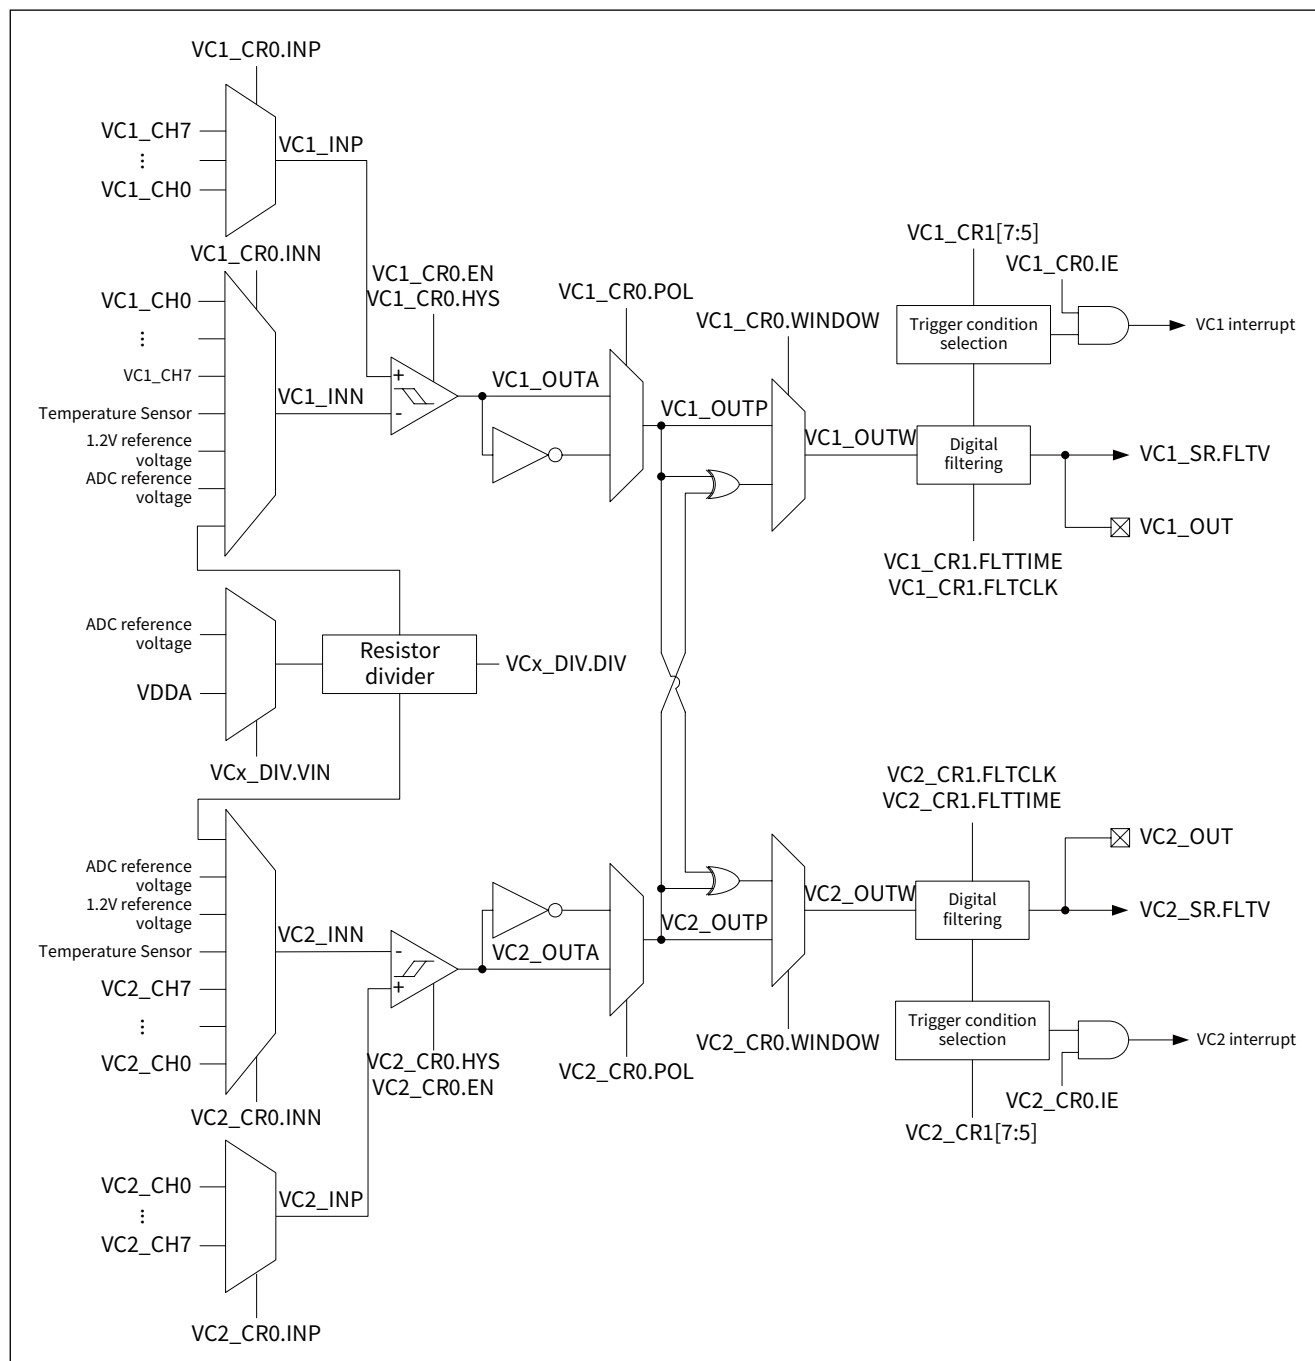 VC1_CR0.INP
VC1_CH7
VC1_INP
⋮
VC1_CH0
VC1_CR0.INN
VC1_CH0
⋮
VC1_CH7
Temperature Sensor
1.2V reference
voltage
ADC reference
voltage
VC1_INN
VC1_CR0.EN
VC1_CR0.HYS
+
-
VC1_OUTA
VC1_CR0.POL
VC1_OUTP
VC1_CR0.WINDOW
VC1_OUTW
VC1_CR1[7:5]
VC1_CR0.IE
Trigger condition
selection
VC1 interrupt
Digital
filtering
VC1_SR.FLTV
VC1_OUT
VC1_CR1.FLTTIME
VC1_CR1.FLTCLK
ADC reference
voltage
VDDA
Resistor
divider
VCx_DIV.DIV
VCx_DIV.VIN
ADC reference
voltage
1.2V reference
voltage
Temperature Sensor
VC2_CH7
⋮
VC2_CH0
VC2_INN
VC2_CR0.INN
-
+
VC2_CR0.HYS
VC2_CR0.EN
VC2_OUTA
VC2_CR0.POL
VC2_OUTP
VC2_CR0.WINDOW
VC2_OUTW
VC2_CR1.FLTCLK
VC2_CR1.FLTTIME
VC2_OUT
Digital
filtering
VC2_SR.FLTV
Trigger condition
selection
VC2 interrupt
VC2_CR0.IE
VC2_CR1[7:5]
VC2_CH0
VC2_INP
⋮
VC2_CH7
VC2_CR0.INP